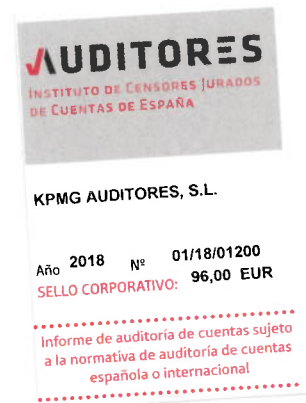 AUDITORES
INSTITUTO DE CENSORES JURADOS
DE CUENTAS DE ESPAÑA
KPMG AUDITORES, S.L.
Año 2018 Nº 01/18/01200
SELLO CORPORATIVO: 96,00 EUR
Informe de auditoría de cuentas sujeto
a la normativa de auditoría de cuentas
española o internacional